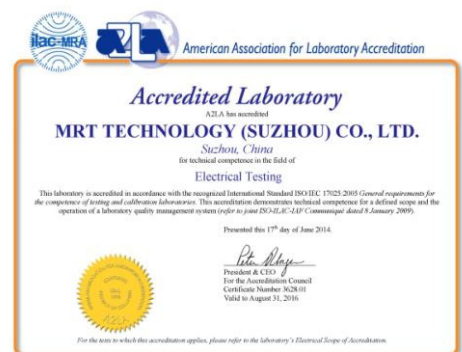 ilac-MRA
A2LA
American Association for Laboratory Accreditation
Accredited Laboratory
A2LA has accredited
MRT TECHNOLOGY (SUZHOU) CO., LTD.
Suzhou, China
for technical competence in the field of
Electrical Testing
This laboratory is accredited in accordance with the recognized International Standard ISO/IEC 17025:2005 General requirements for
the competence of testing and calibration laboratories. This accreditation demonstrates technical competence for a defined scope and the
operation of a laboratory quality management system (refer to joint ISO-ILAC-IAF Communiqué dated 8 January 2009).
Presented this 17th day of June 2014.
President & CEO
For the Accreditation Council
Certificate Number 3628.01
Valid to August 31, 2016
A2LA
For the tests to which this accreditation applies, please refer to the laboratory's Electrical Scope of Accreditation.